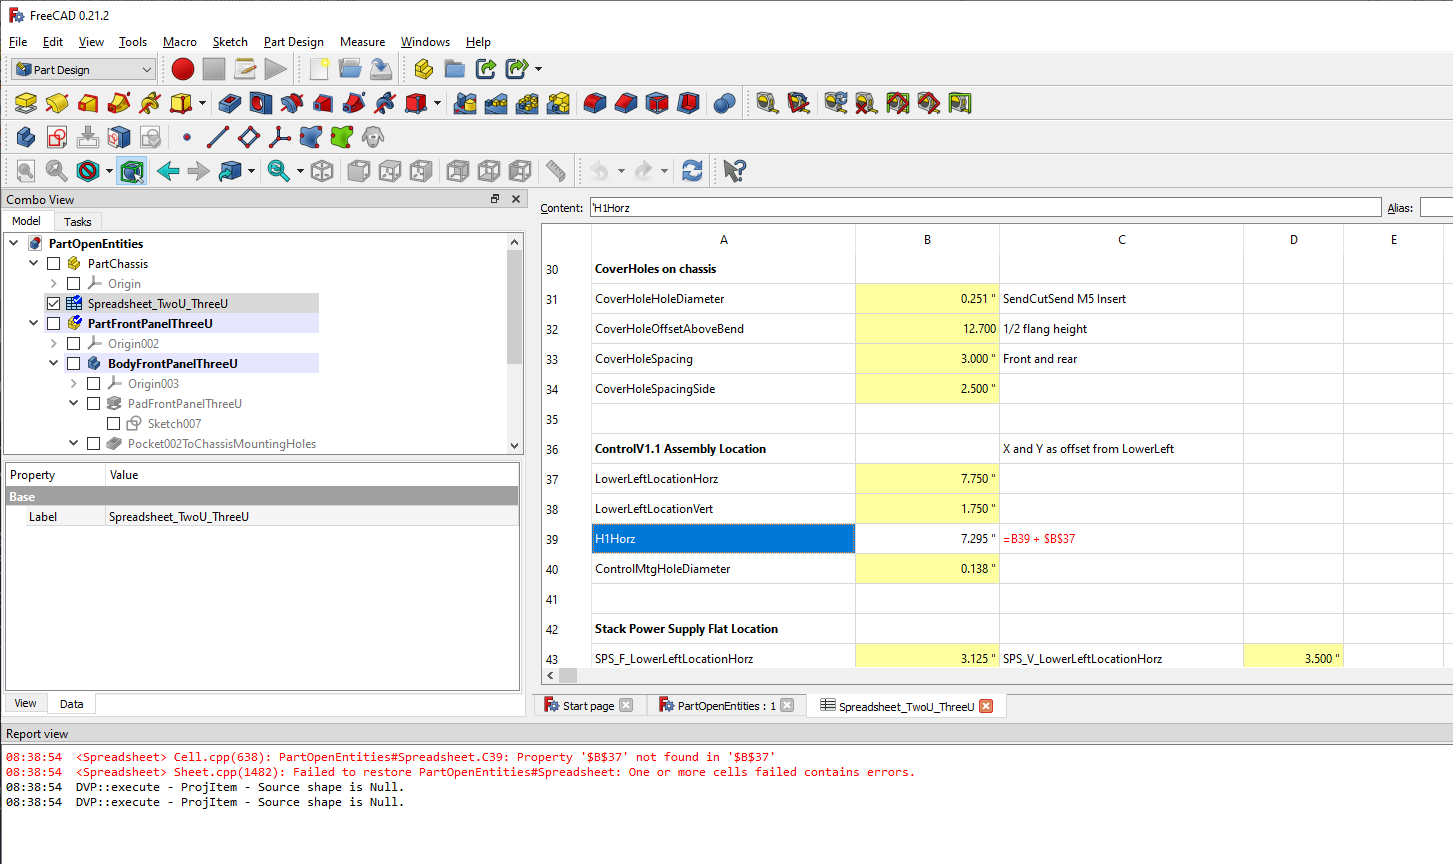 FreeCAD 0.21.2
File Edit View Tools Macro Sketch Part Design Measure Windows Help
Part Design
Combo View
Model Tasks
PartOpenEntities
PartChassis
Origin
Spreadsheet_TwoU_ThreeU
PartFrontPanelThreeU
Origin002
BodyFrontPanelThreeU
Origin003
PadFrontPanelThreeU
Sketch007
Pocket002ToChassisMountingHoles
Property Value
Base
Label Spreadsheet_TwoU_ThreeU
View Data
Content: 'H1Horz Alias:
A B C D E
30 CoverHoles on chassis
31 CoverHoleHoleDiameter 0.251 " SendCutSend M5 Insert
32 CoverHoleOffsetAboveBend 12.700 1/2 flang height
33 CoverHoleSpacing 3.000 " Front and rear
34 CoverHoleSpacingSide 2.500 "
35
36 ControlV1.1 Assembly Location X and Y as offset from LowerLeft
37 LowerLeftLocationHorz 7.750 "
38 LowerLeftLocationVert 1.750 "
39 H1Horz 7.295 " =B39 + $B$37
40 ControlMtgHoleDiameter 0.138 "
41
42 Stack Power Supply Flat Location
43 SPS_F_LowerLeftLocationHorz 3.125 " SPS_V_LowerLeftLocationHorz 3.500 "
Start page PartOpenEntities : 1 Spreadsheet_TwoU_ThreeU
Report view
08:38:54 <Spreadsheet> Cell.cpp(638): PartOpenEntities#Spreadsheet.C39: Property '$B$37' not found in '$B$37'
08:38:54 <Spreadsheet> Sheet.cpp(1482): Failed to restore PartOpenEntities#Spreadsheet: One or more cells failed contains errors.
08:38:54 DVP::execute - ProjItem - Source shape is Null.
08:38:54 DVP::execute - ProjItem - Source shape is Null.